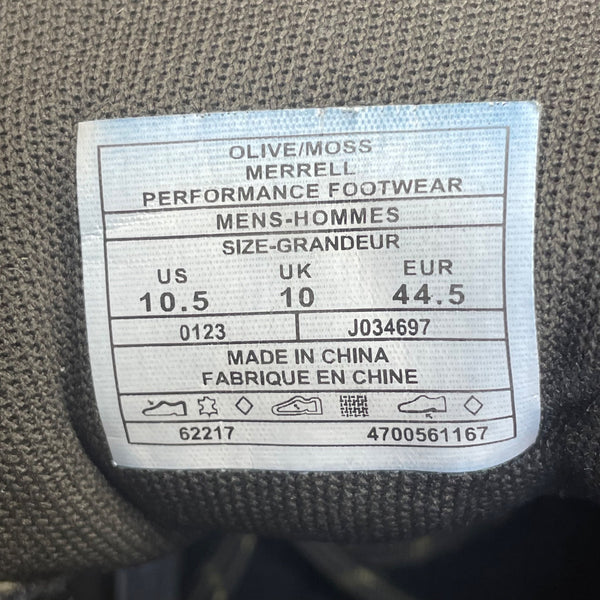 OLIVE/MOSS
MERRELL
PERFORMANCE FOOTWEAR
MENS-HOMMES
SIZE-GRANDEUR
US UK EUR
10.5 10 44.5
0123 J034697
MADE IN CHINA
FABRIQUE EN CHINE
62217 4700561167